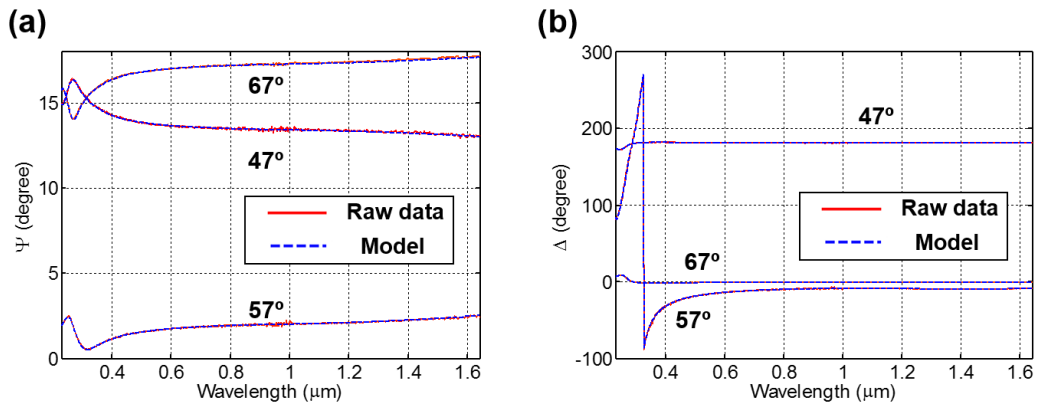 (a)
15
10
5
0
0.4
0.6
0.8
1
1.2
1.4
1.6
Wavelength (μm)
Ψ (degree)
67º
47º
57º
Raw data
Model
(b)
300
200
100
0
-100
0.4
0.6
0.8
1
1.2
1.4
1.6
Wavelength (μm)
Δ (degree)
47º
67º
57º
Raw data
Model